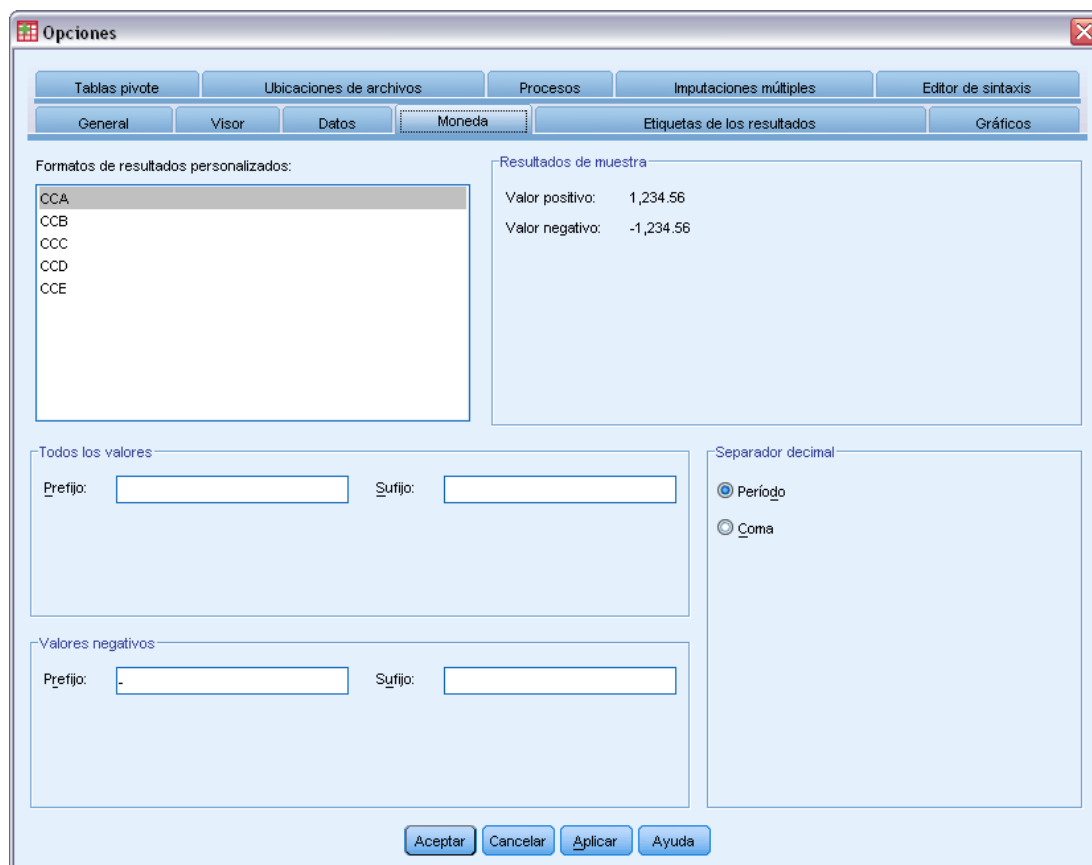 Opciones
Tablas pivote Ubicaciones de archivos Procesos Imputaciones múltiples Editor de sintaxis
General Visor Datos Moneda Etiquetas de los resultados Gráficos
Formatos de resultados personalizados:
CCA
CCB
CCC
CCD
CCE
Resultados de muestra
Valor positivo: 1,234.56
Valor negativo: -1,234.56
Todos los valores
Prefijo: Sufijo:
Separador decimal
Período
Coma
Valores negativos
Prefijo: - Sufijo:
Aceptar Cancelar Aplicar Ayuda